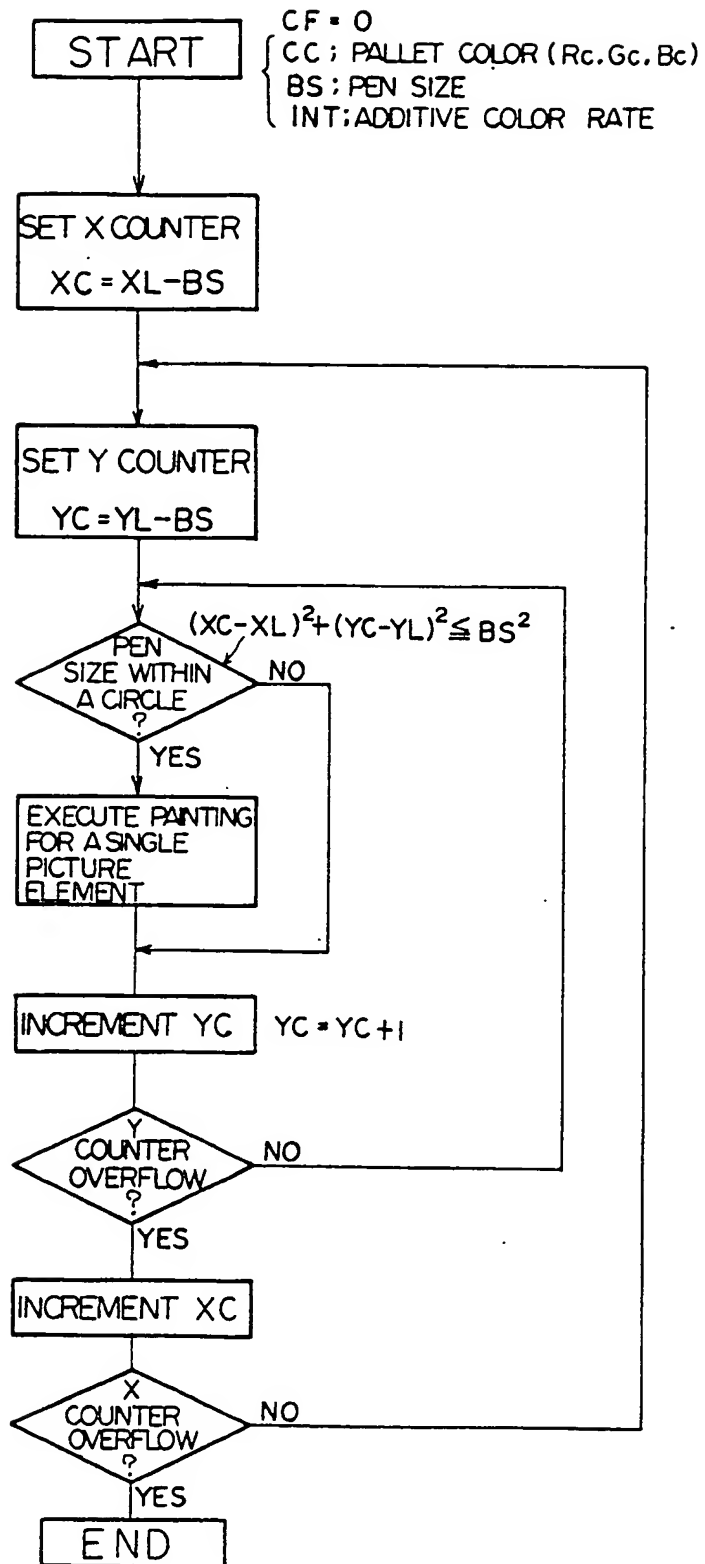 START
CF = 0
CC ; PALLET COLOR (Rc.Gc.Bc)
BS ; PEN SIZE
INT ; ADDITIVE COLOR RATE
SET X COUNTER
XC = XL-BS
SET Y COUNTER
YC = YL-BS
(XC-XL)²+(YC-YL)² ≦ BS²
PEN
SIZE WITHIN
A CIRCLE
?
NO
YES
EXECUTE PAINTING
FOR A SINGLE
PICTURE
ELEMENT
INCREMENT YC
YC = YC+1
Y
COUNTER
OVERFLOW
?
NO
YES
INCREMENT XC
X
COUNTER
OVERFLOW
?
NO
YES
END